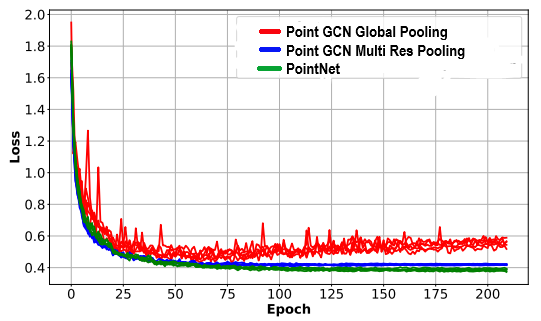 2.0
1.8
1.6
1.4
1.2
1.0
0.8
0.6
0.4
Loss
Point GCN Global Pooling
Point GCN Multi Res Pooling
PointNet
0 25 50 75 100 125 150 175 200
Epoch